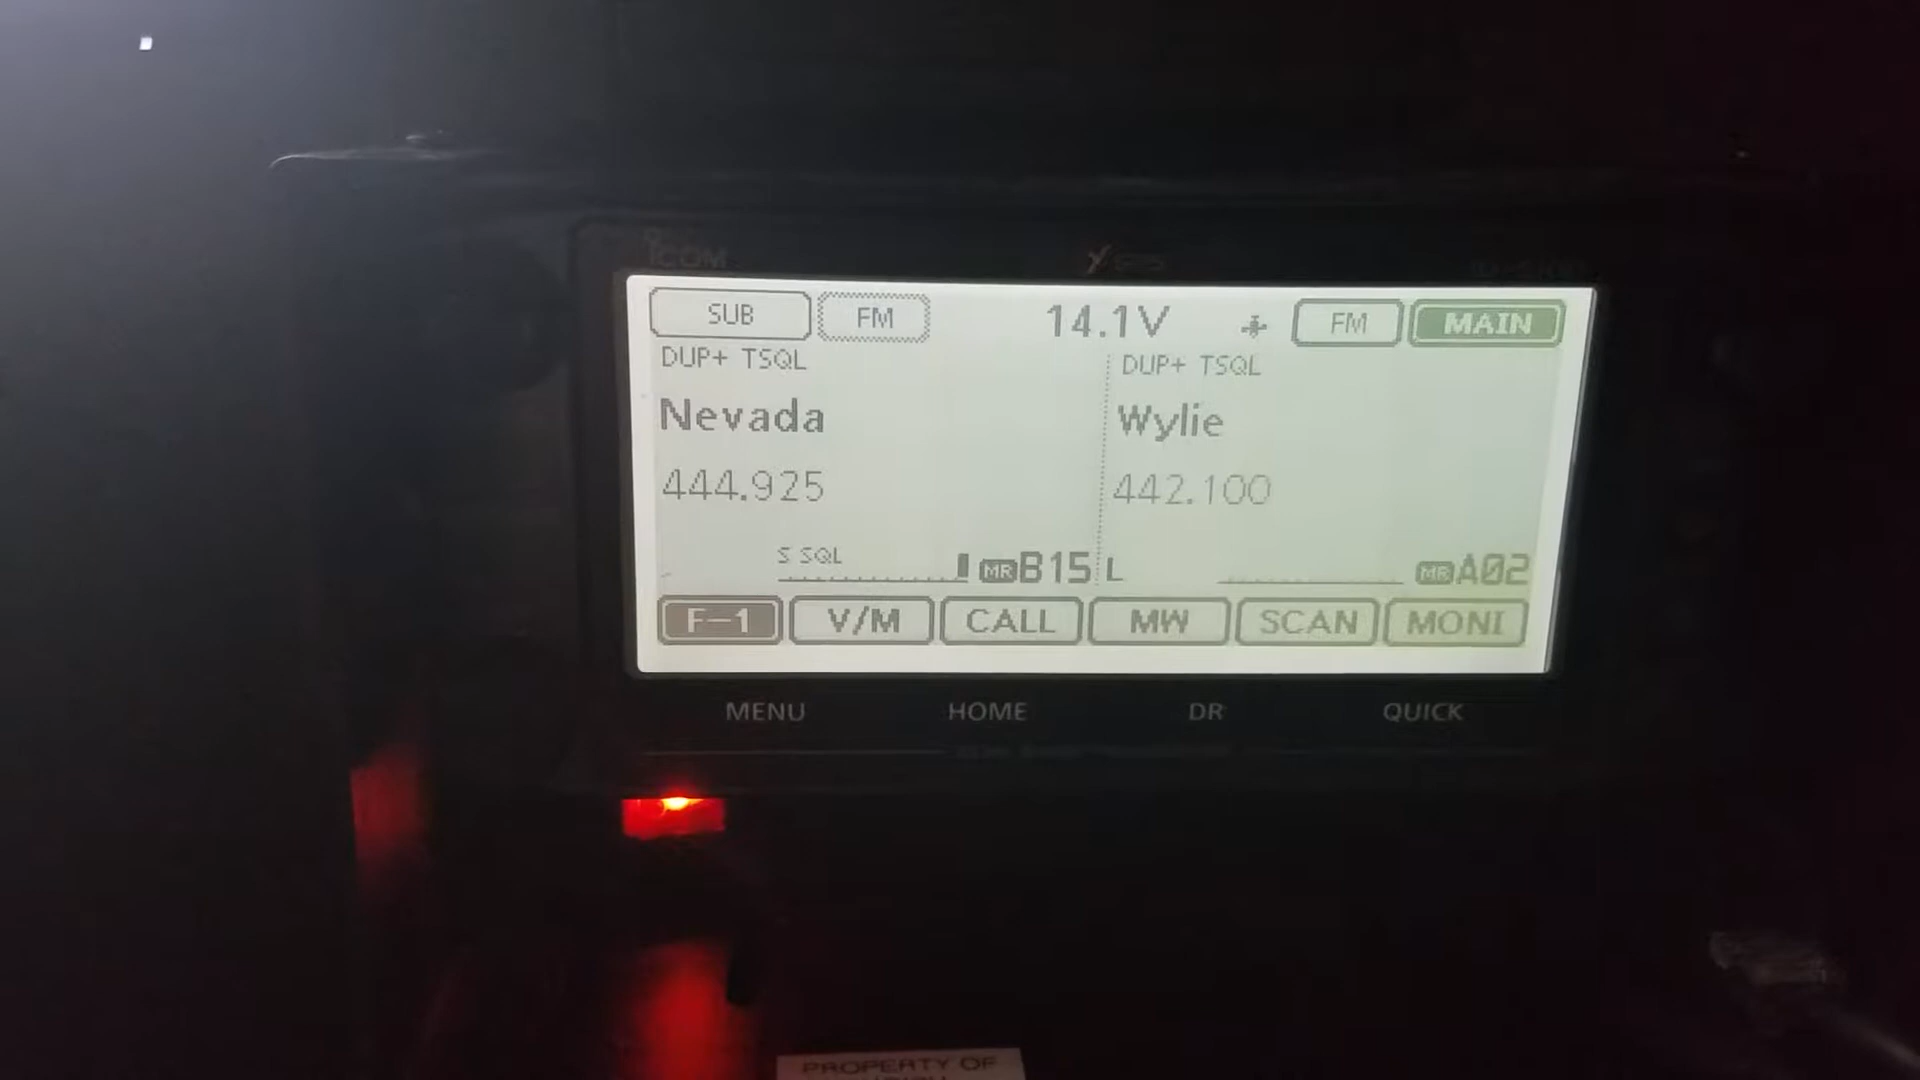 ICOM
SUB FM 14.1V FM MAIN
DUP+ TSQL DUP+ TSQL
Nevada Wylie
444.925 442.100
S SQL MR B15 L MR A02
F-1 V/M CALL MW SCAN MONI
MENU HOME DR QUICK
PROPERTY OF